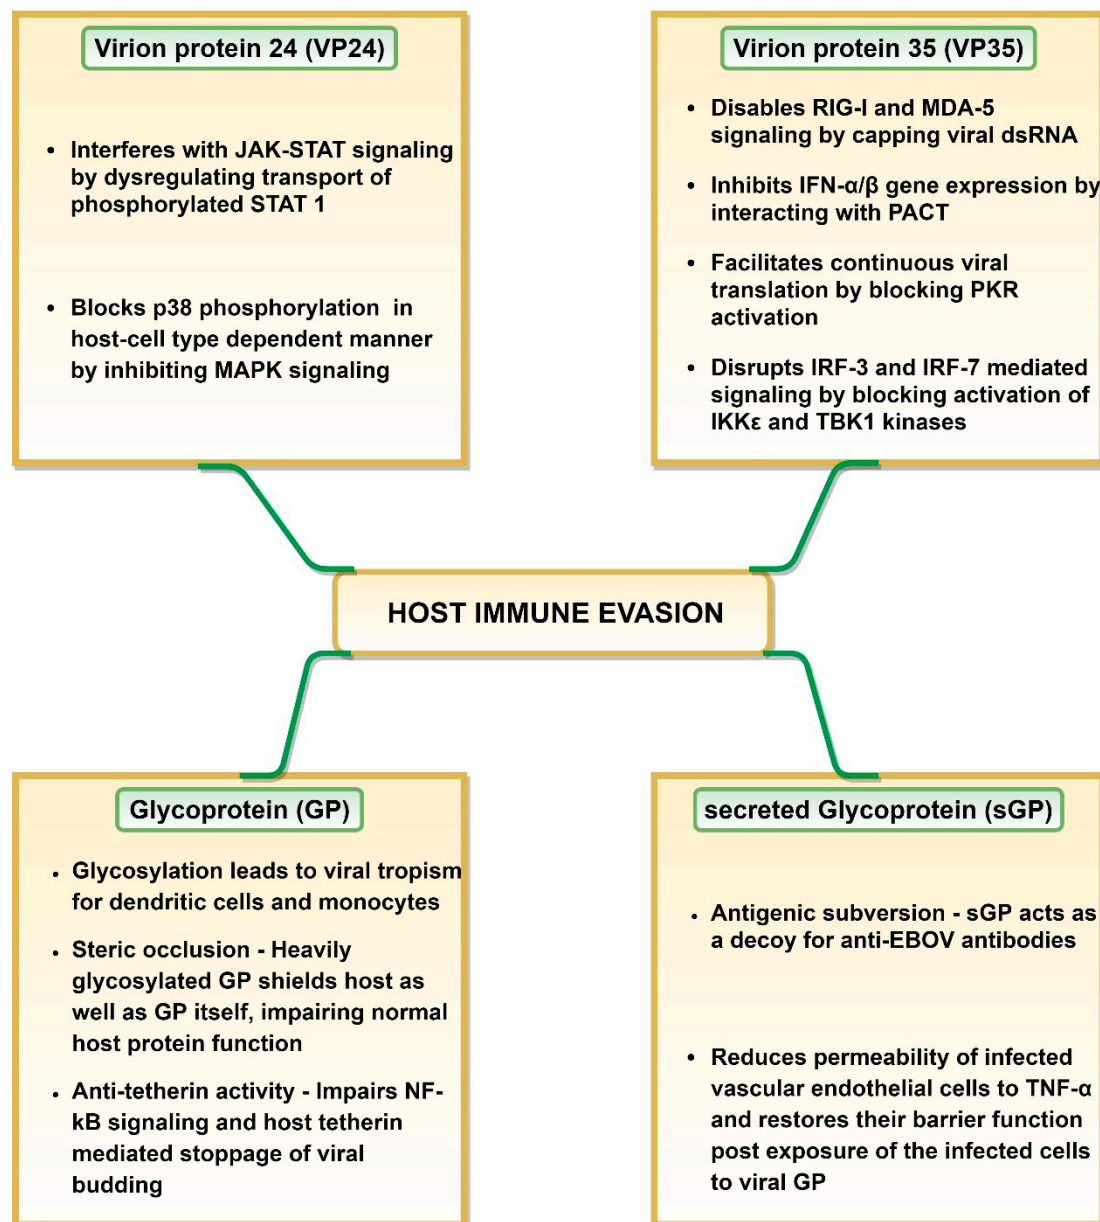 Virion protein 24 (VP24)
• Interferes with JAK-STAT signaling
by dysregulating transport of
phosphorylated STAT 1
• Blocks p38 phosphorylation in
host-cell type dependent manner
by inhibiting MAPK signaling
Virion protein 35 (VP35)
• Disables RIG-I and MDA-5
signaling by capping viral dsRNA
• Inhibits IFN-α/β gene expression by
interacting with PACT
• Facilitates continuous viral
translation by blocking PKR
activation
• Disrupts IRF-3 and IRF-7 mediated
signaling by blocking activation of
IKKε and TBK1 kinases
HOST IMMUNE EVASION
Glycoprotein (GP)
• Glycosylation leads to viral tropism
for dendritic cells and monocytes
• Steric occlusion - Heavily
glycosylated GP shields host as
well as GP itself, impairing normal
host protein function
• Anti-tetherin activity - Impairs NF-
kB signaling and host tetherin
mediated stoppage of viral
budding
secreted Glycoprotein (sGP)
• Antigenic subversion - sGP acts as
a decoy for anti-EBOV antibodies
• Reduces permeability of infected
vascular endothelial cells to TNF-α
and restores their barrier function
post exposure of the infected cells
to viral GP